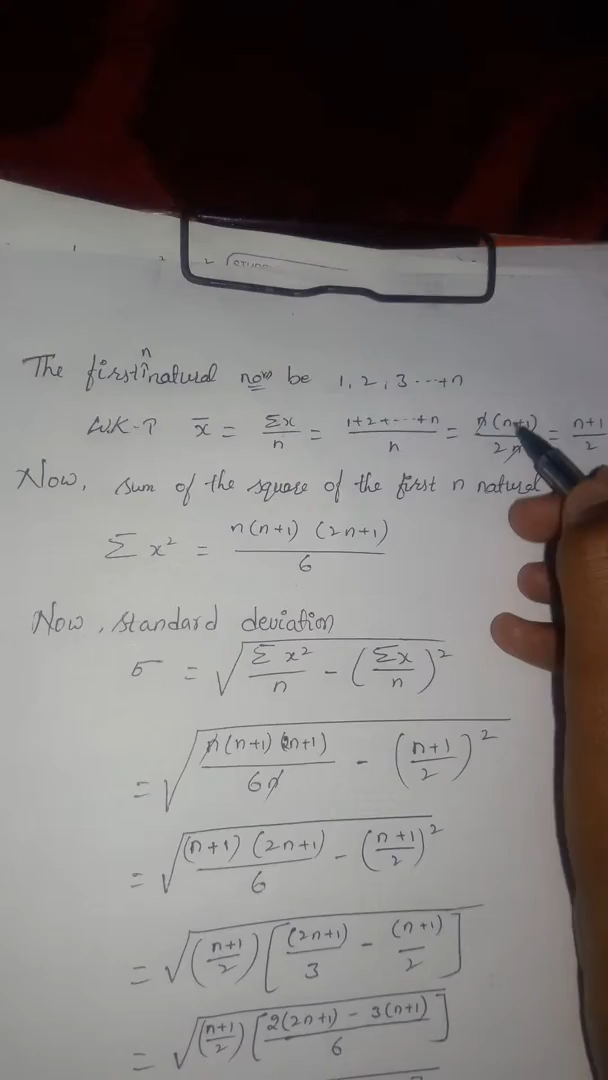 The first n natural nos be 1, 2, 3 ---+n
W.K.T x̄ = Σx/n = 1+2+---+n/n = n(n+1)/2n = n+1/2
Now, sum of the square of the first n natural
Σx² = n(n+1) (2n+1)/6
Now, standard deviation
σ = √(Σx²/n - (Σx/n)²)
= √(n(n+1)(2n+1)/6n - (n+1/2)²)
= √((n+1)(2n+1)/6 - (n+1/2)²)
= √((n+1/2)[(2n+1)/3 - (n+1)/2])
= √((n+1/2)[2(2n+1) - 3(n+1)/6])